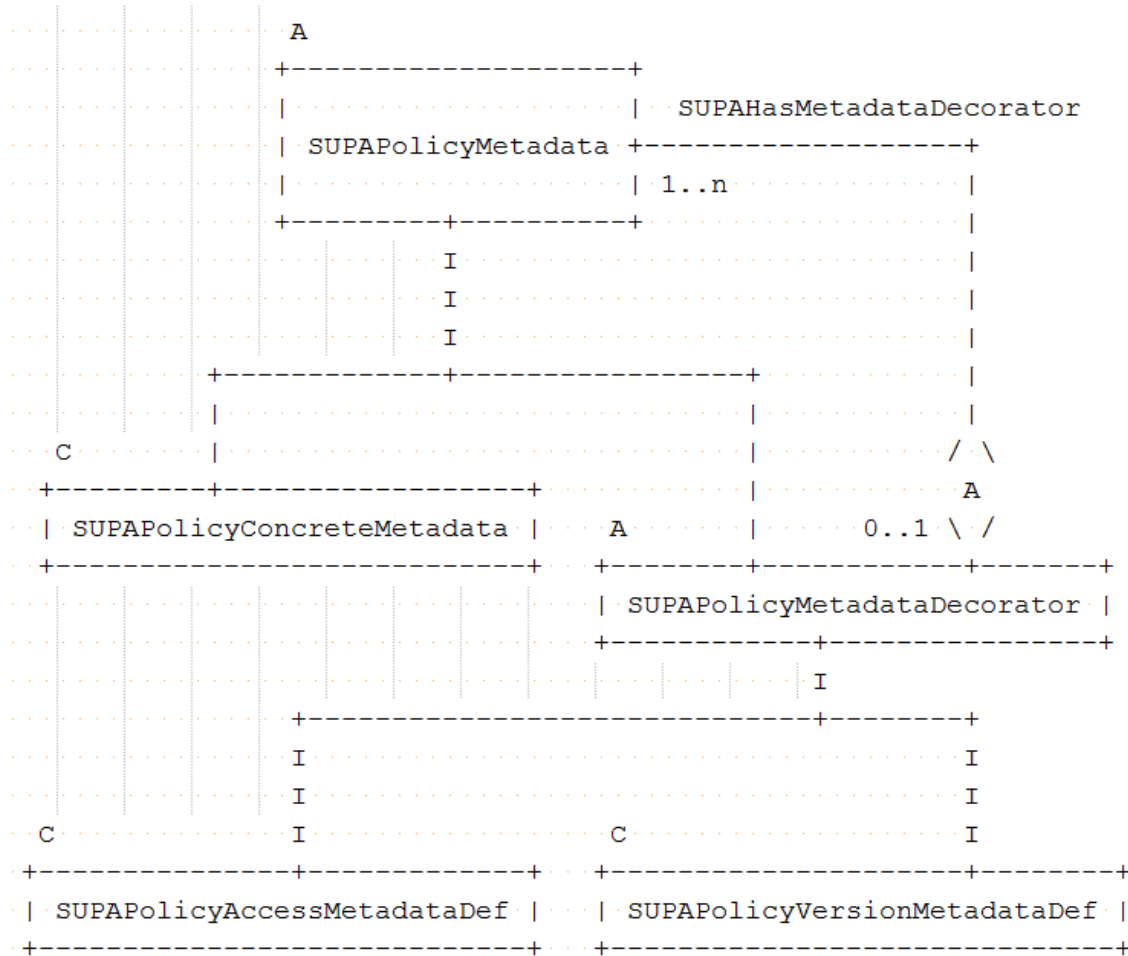 A
+--------------------+
| | SUPAHasMetadataDecorator
| SUPAPolicyMetadata +-------------------+
| | 1..n |
+---------+----------+ |
I |
I |
I |
+-------------+-----------------+ |
| | |
C | | / \
+---------+------------------+ | A
| SUPAPolicyConcreteMetadata | A | 0..1 \ /
+----------------------------+ +--------+------------+-------+
| SUPAPolicyMetadataDecorator |
+------------+----------------+
I
+------------------------------+--------+
I I
I I
C I C I
+---------------+-------------+ +---------------------+--------+
| SUPAPolicyAccessMetadataDef | | SUPAPolicyVersionMetadataDef |
+-----------------------------+ +------------------------------+